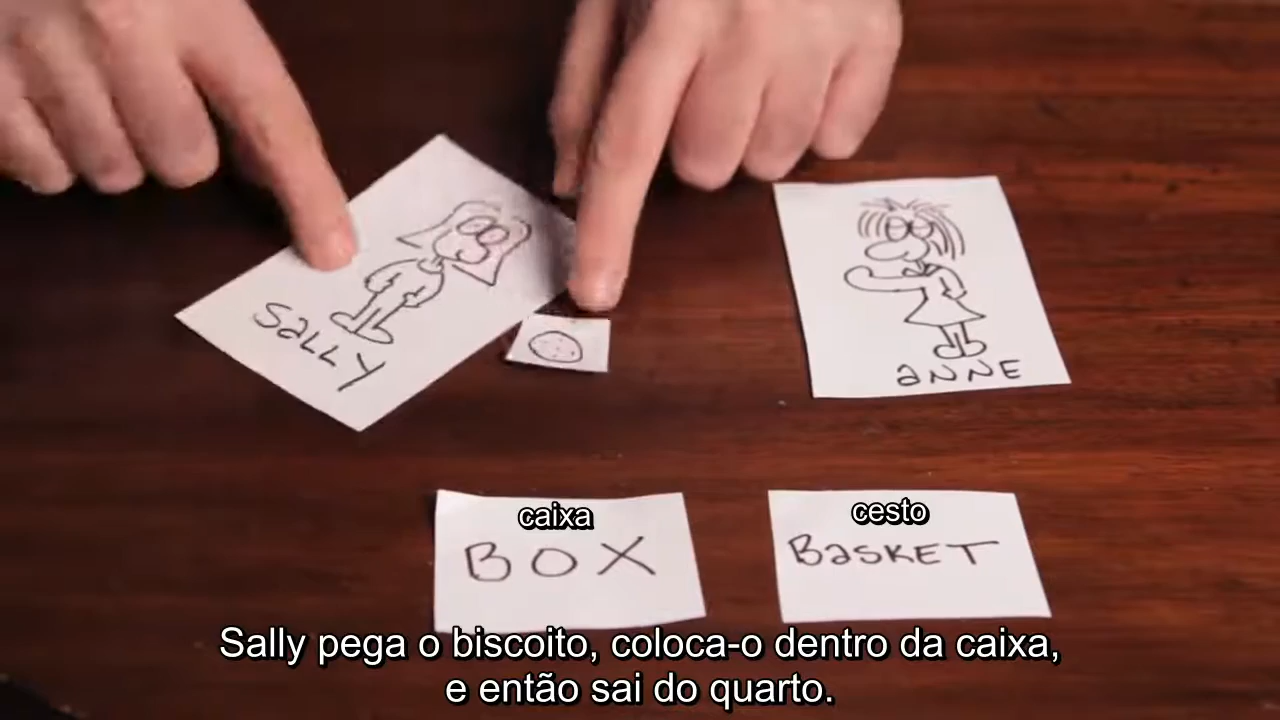 SALLY
ANNE
caixa
BOX
cesto
BASKET
Sally pega o biscoito, coloca-o dentro da caixa,
e então sai do quarto.